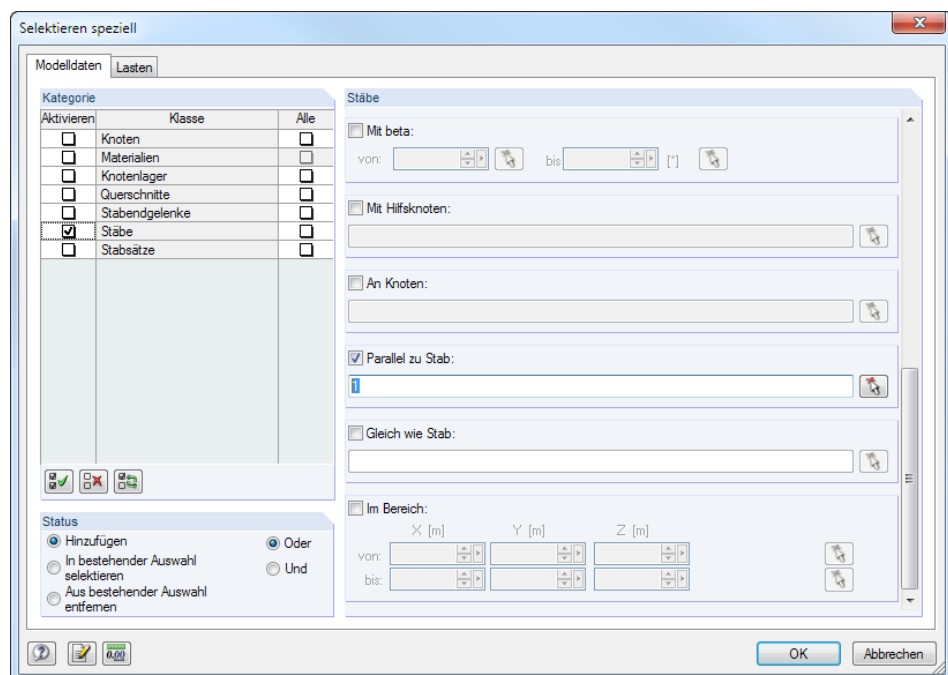 Selektieren speziell
Modelldaten Lasten
Kategorie
Aktivieren Klasse Alle
Knoten
Materialien
Knotenlager
Querschnitte
Stabendgelenke
Stäbe
Stabsätze
Status
Hinzufügen
Oder
In bestehender Auswahl
selektieren
Und
Aus bestehender Auswahl
entfernen
Stäbe
Mit beta:
von: bis [°]
Mit Hilfsknoten:
An Knoten:
Parallel zu Stab:
1
Gleich wie Stab:
Im Bereich:
X [m] Y [m] Z [m]
von:
bis:
0.00
OK Abbrechen